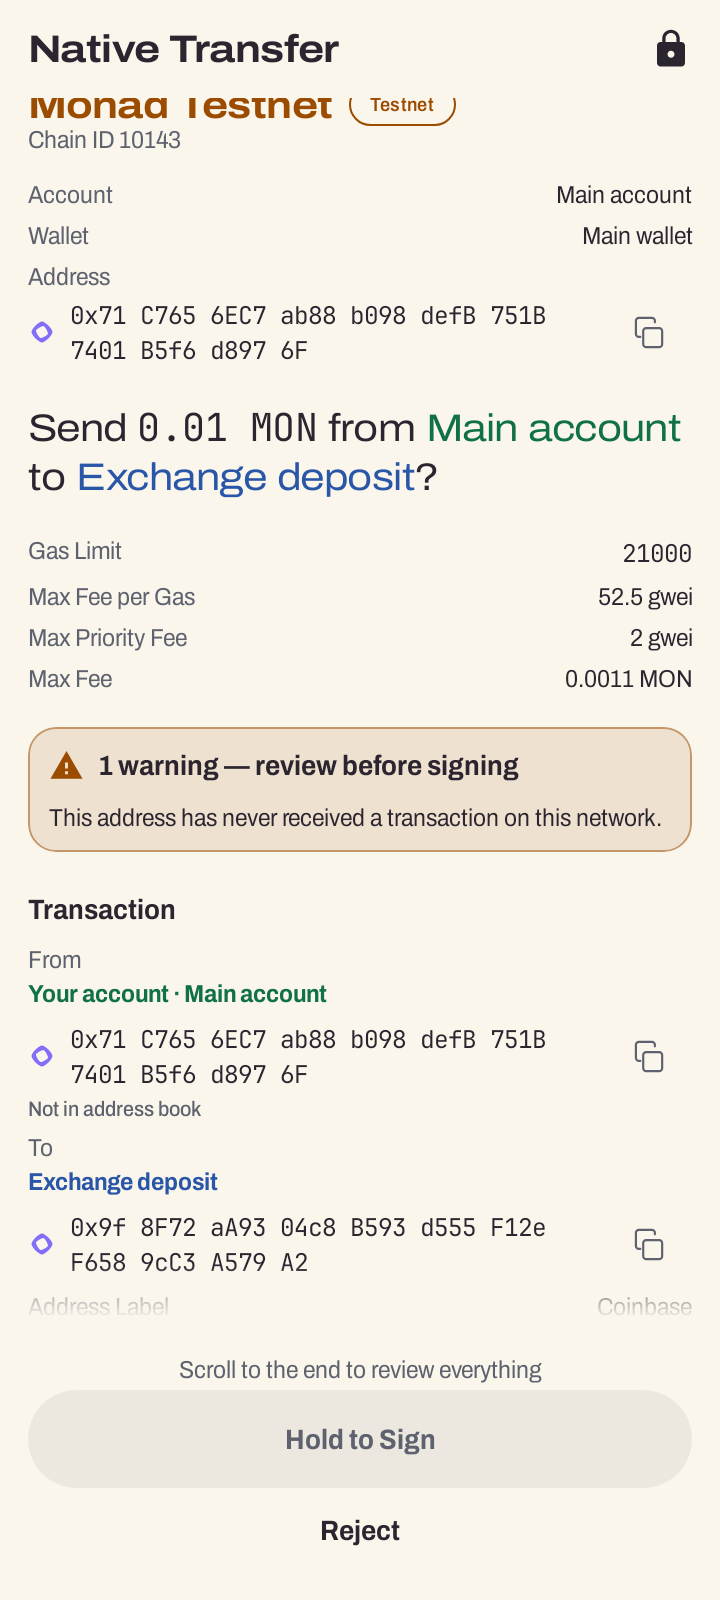 Native Transfer
Monad Testnet
Testnet
Chain ID 10143
Account
Main account
Wallet
Main wallet
Address
0x71 C765 6EC7 ab88 b098 defB 751B
7401 B5f6 d897 6F
Send 0.01 MON from Main account
to Exchange deposit?
Gas Limit
21000
Max Fee per Gas
52.5 gwei
Max Priority Fee
2 gwei
Max Fee
0.0011 MON
1 warning — review before signing
This address has never received a transaction on this network.
Transaction
From
Your account · Main account
0x71 C765 6EC7 ab88 b098 defB 751B
7401 B5f6 d897 6F
Not in address book
To
Exchange deposit
0x9f 8F72 aA93 04c8 B593 d555 F12e
F658 9cC3 A579 A2
Address Label
Coinbase
Scroll to the end to review everything
Hold to Sign
Reject